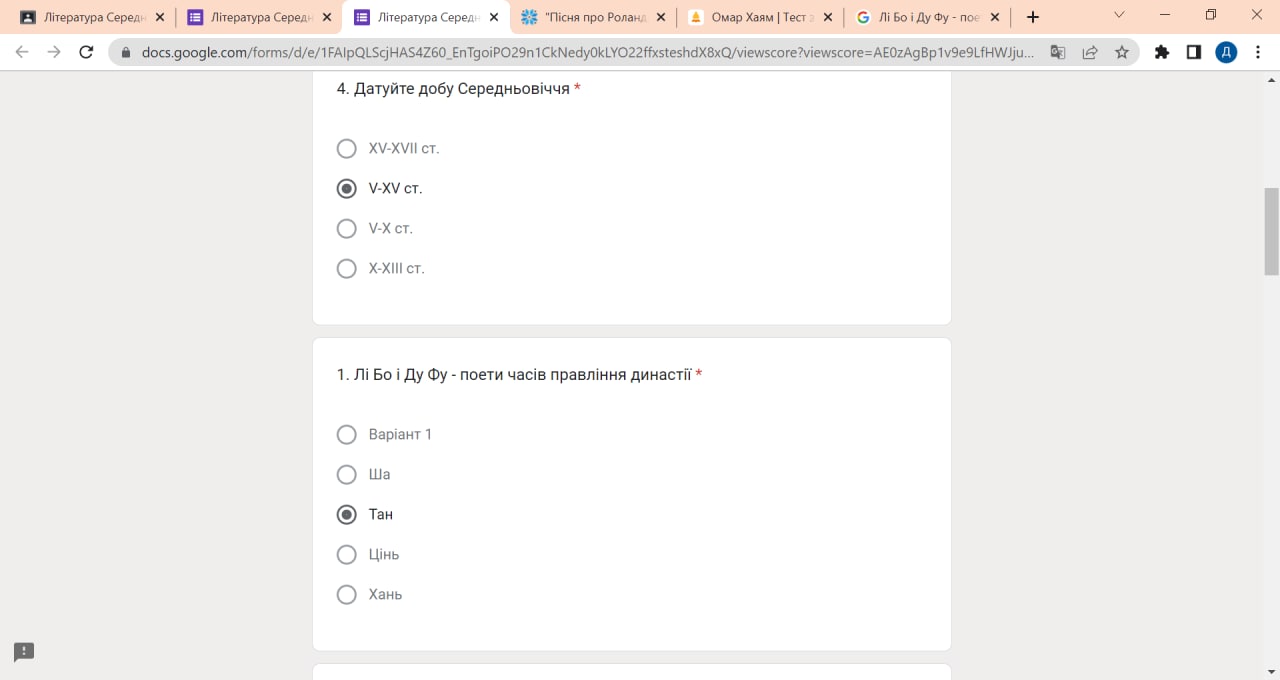 Література Середн
Література Середн
Література Середн
"Пісня про Роланд
Омар Хаям | Тест з
Лі Бо і Ду Фу - пое
docs.google.com/forms/d/e/1FAIpQLScjHAS4Z60_EnTgoiPO29n1CkNedy0kLYO22ffxsteshdX8xQ/viewscore?viewscore=AE0zAgBp1v9e9LfHWJju...
Д
4. Датуйте добу Середньовіччя *
XV-XVII ст.
V-XV ст.
V-X ст.
X-XIII ст.
1. Лі Бо і Ду Фу - поети часів правління династії *
Варіант 1
Ша
Тан
Цінь
Хань